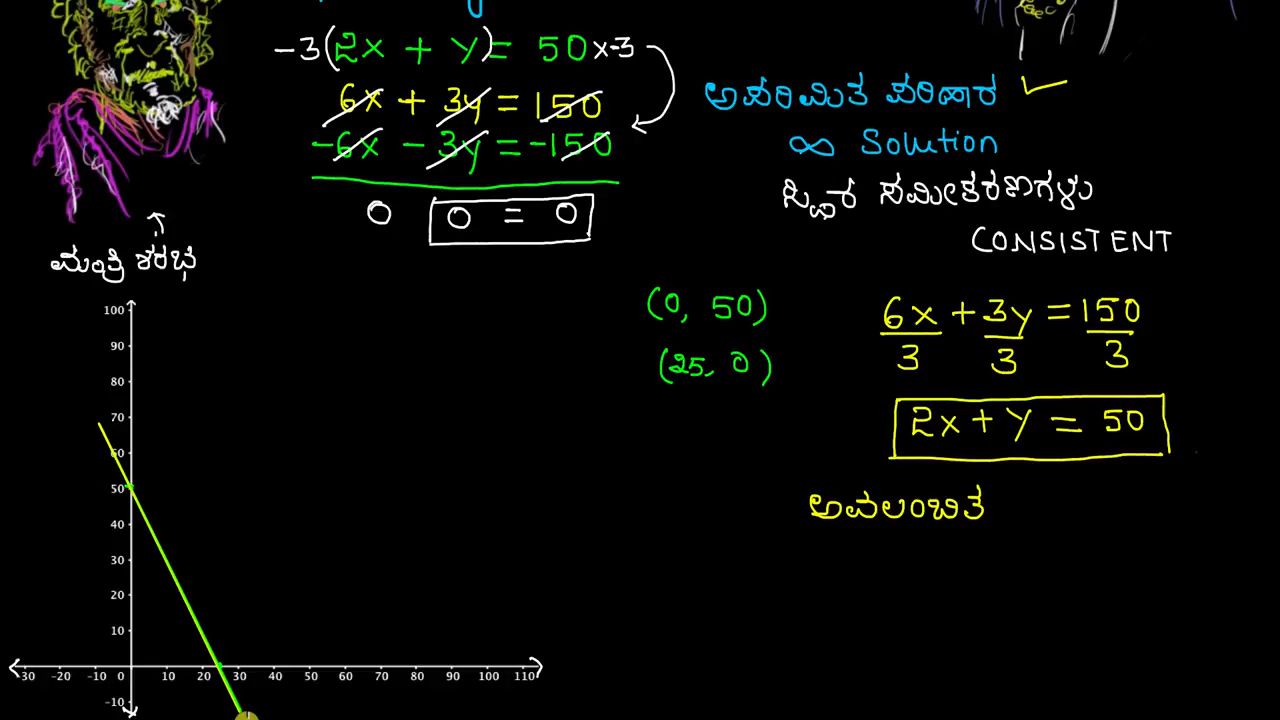 -3(2x + y) = 50 x-3
6x + 3y = 150
-6x - 3y = -150
0 0 = 0
ಮಂತ್ರಿ ಶರಭ
ಅಪರಿಮಿತ ಪರಿಹಾರ
∞ Solution
ಸ್ಥಿರ ಸಮೀಕರಣಗಳು
CONSISTENT
(0, 50)
(25, 0)
6x/3 + 3y/3 = 150/3
2x + y = 50
ಅವಲಂಬಿತ
100
90
80
70
60
50
40
30
20
10
-10
30 -20 -10 0 10 20 30 40 50 60 70 80 90 100 110